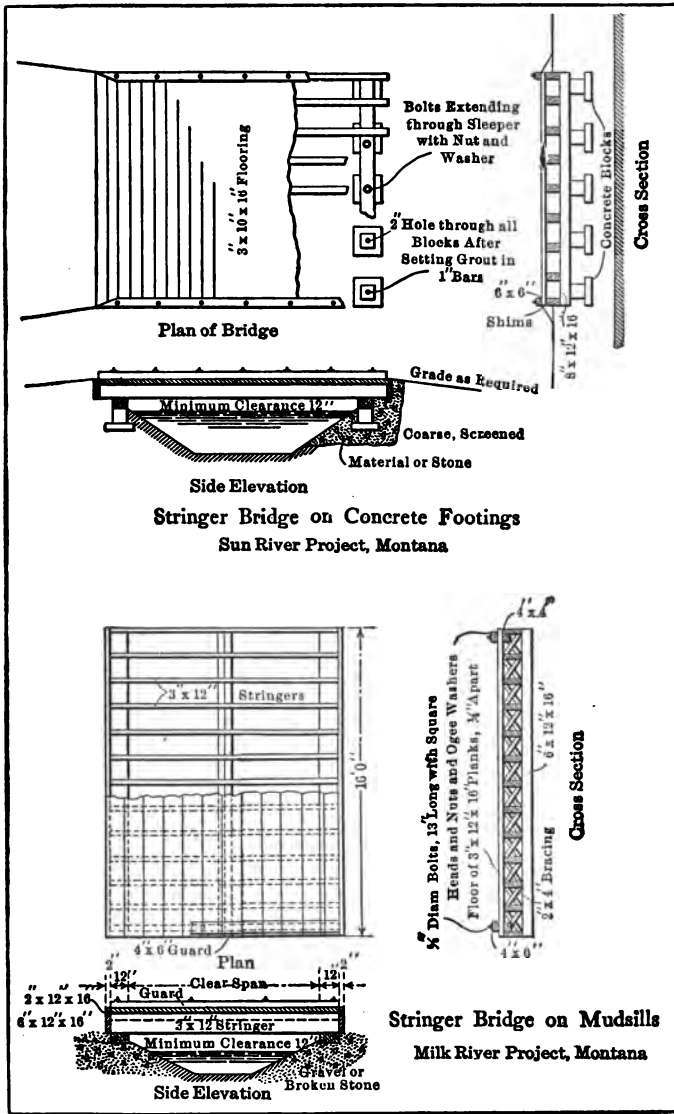 3 x 10 x 16" Flooring
Bolts Extending
through Sleeper
with Nut and
Washer
2" Hole through all
Blocks After
Setting Grout in
1" Bars
Plan of Bridge
6" x 6"
Shims
8" x 12" x 16
Concrete Blocks
Cross Section
Grade as Required
Minimum Clearance 12"
Coarse, Screened
Material or Stone
Side Elevation
Stringer Bridge on Concrete Footings
Sun River Project, Montana
3" x 12" Stringers
16'0"
4" x 6" Guard
Plan
Diam Bolts, 13" Long with Square
Heads and Nuts and Ogee Washers
Floor of 3" x 12" x 16" Planks, ¼" Apart
6" x 12" x 16"
2" x 4" Bracing
4" x 6"
Cross Section
2" 12" Clear Span 12 2"
2 x 12" x 16"
6" x 12" x 16"
Guard
3" x 12" Stringer
Minimum Clearance 12"
Gravel or
Broken Stone
Side Elevation
Stringer Bridge on Mudsills
Milk River Project, Montana